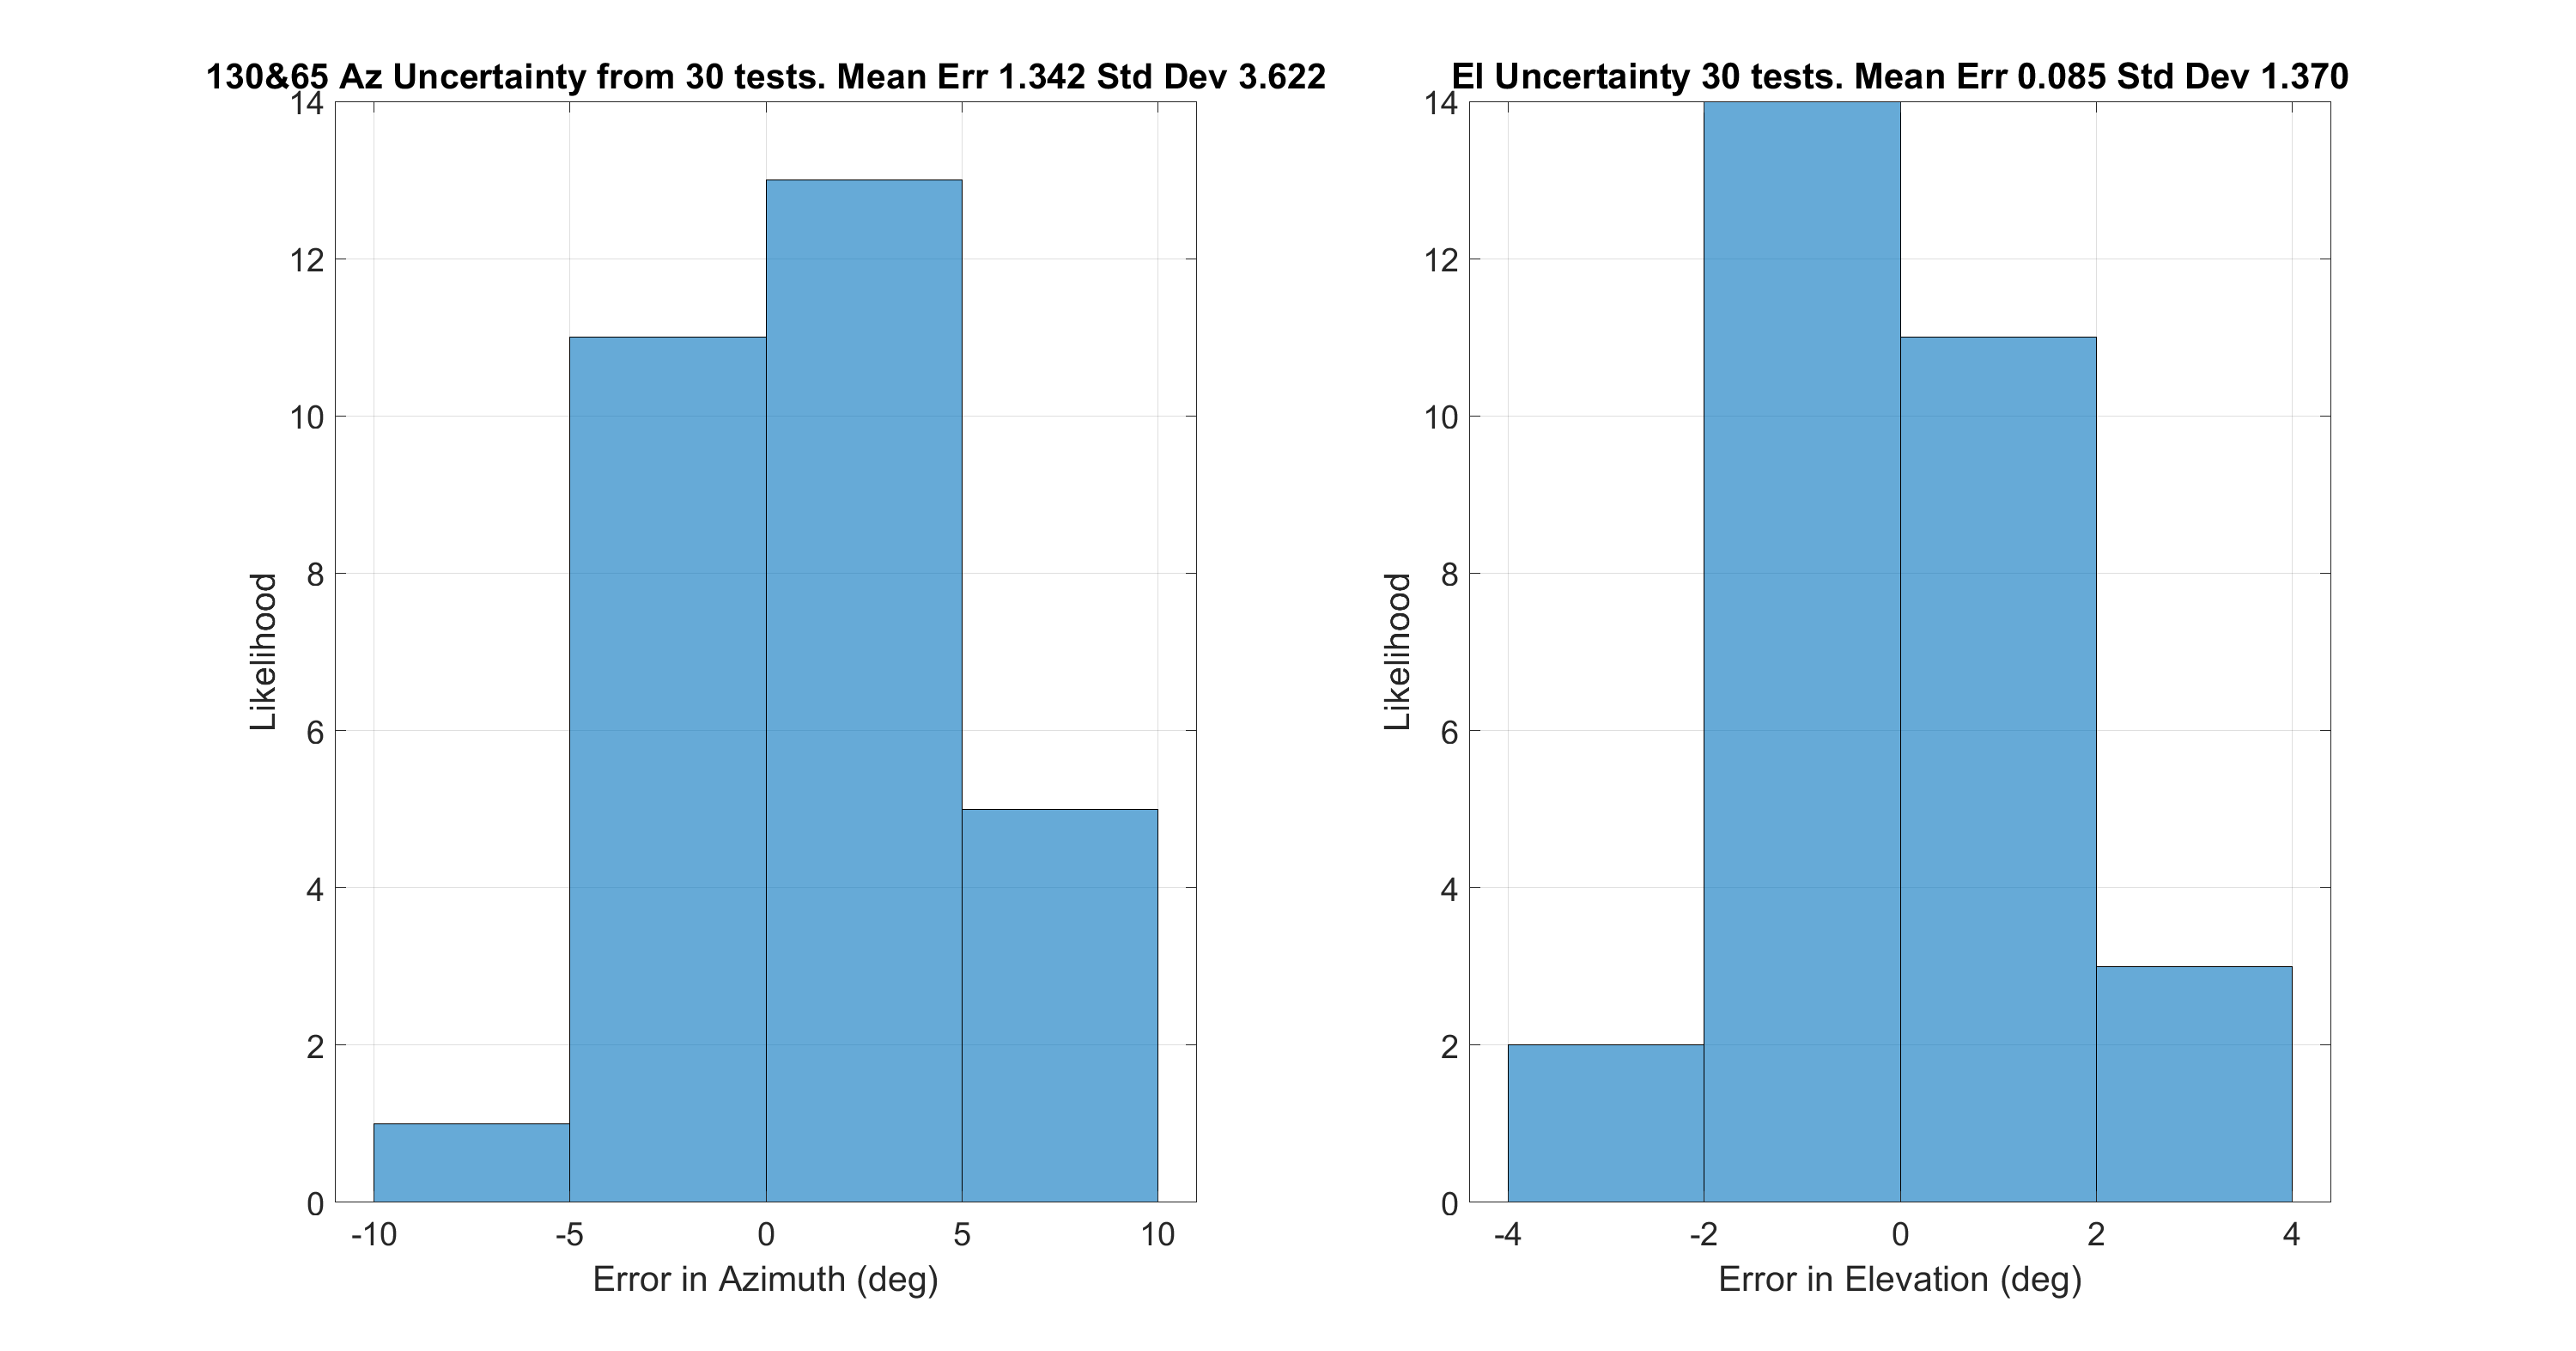 130&65 Az Uncertainty from 30 tests. Mean Err 1.342 Std Dev 3.622
14
12
10
8
6
4
2
0
Likelihood
-10 -5 0 5 10
Error in Azimuth (deg)
El Uncertainty 30 tests. Mean Err 0.085 Std Dev 1.370
14
12
10
8
6
4
2
0
Likelihood
-4 -2 0 2 4
Error in Elevation (deg)